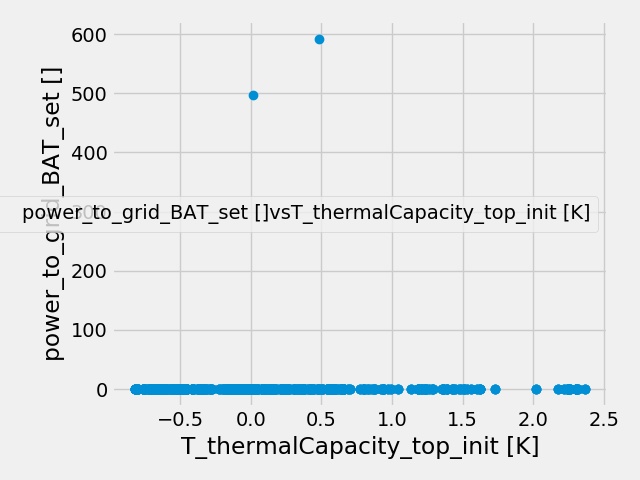 600
500
400
300
200
100
0
power_to_grid_BAT_set []
power_to_grid_BAT_set []vsT_thermalCapacity_top_init [K]
−0.5 0.0 0.5 1.0 1.5 2.0 2.5
T_thermalCapacity_top_init [K]